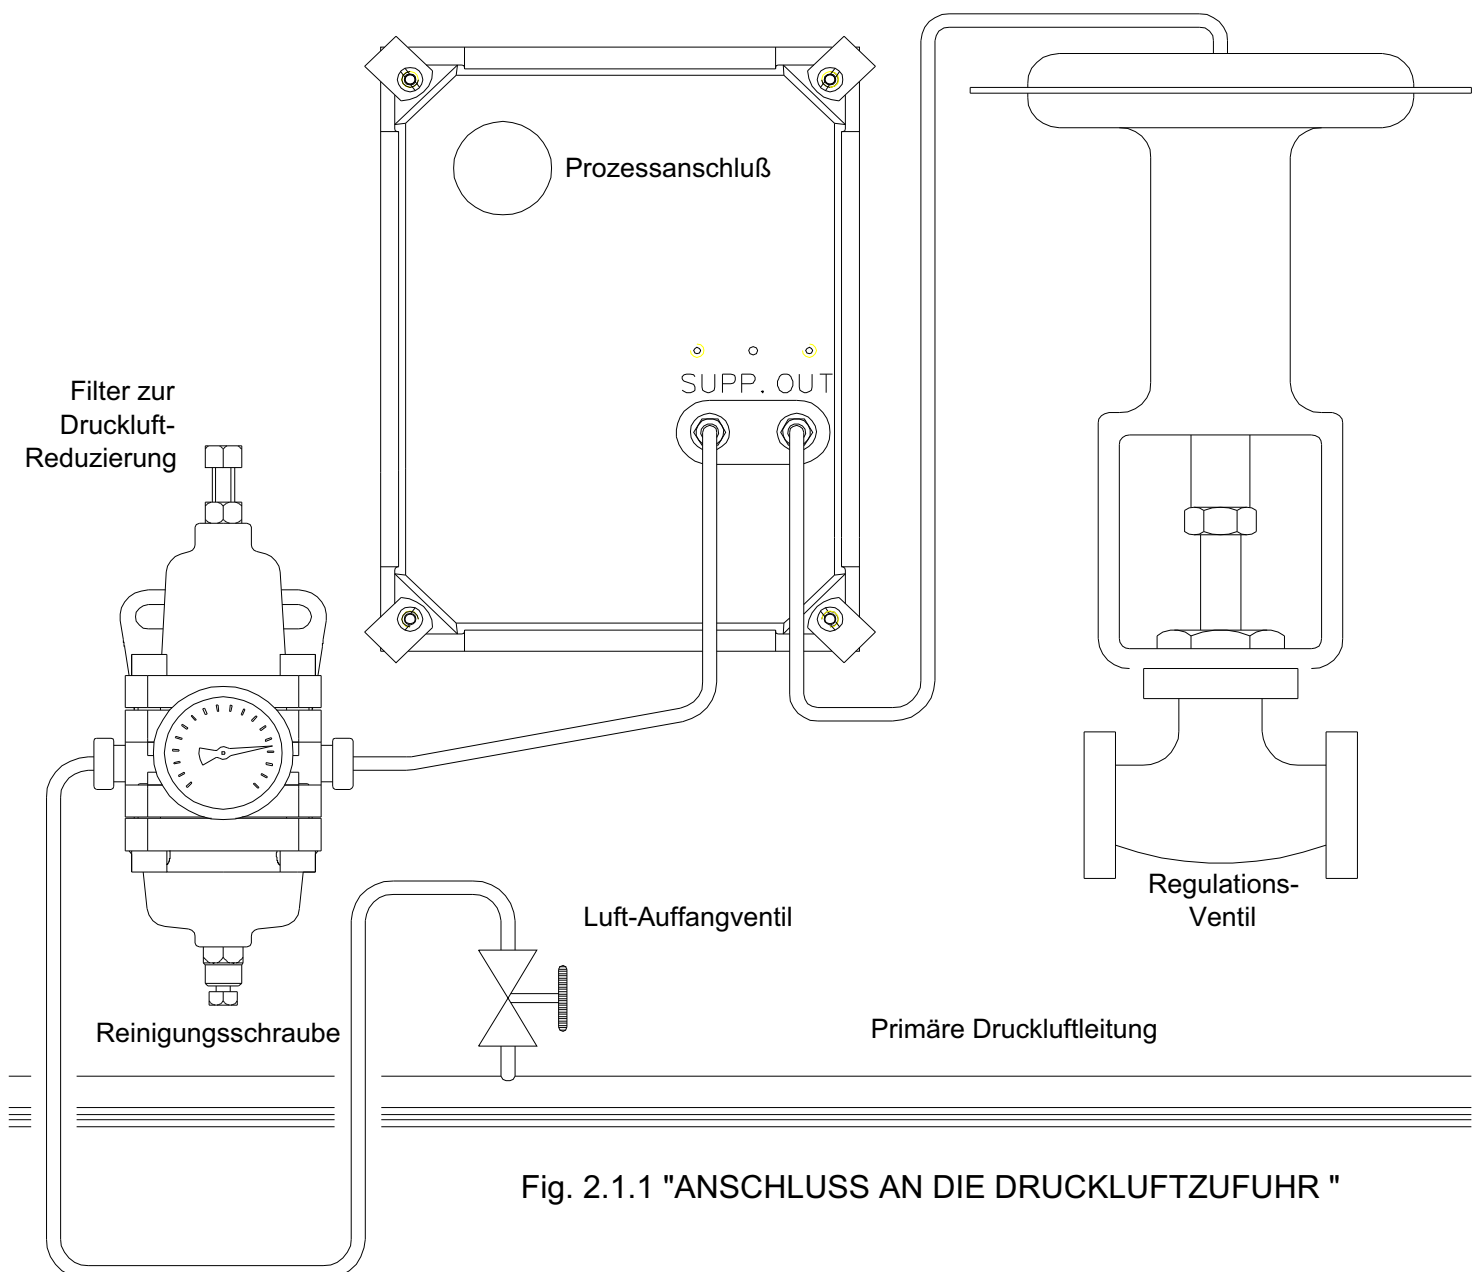 Prozessanschluß
SUPP. OUT
Filter zur
Druckluft-
Reduzierung
Regulations-
Ventil
Luft-Auffangventil
Reinigungsschraube
Primäre Druckluftleitung
Fig. 2.1.1 "ANSCHLUSS AN DIE DRUCKLUFTZUFUHR "